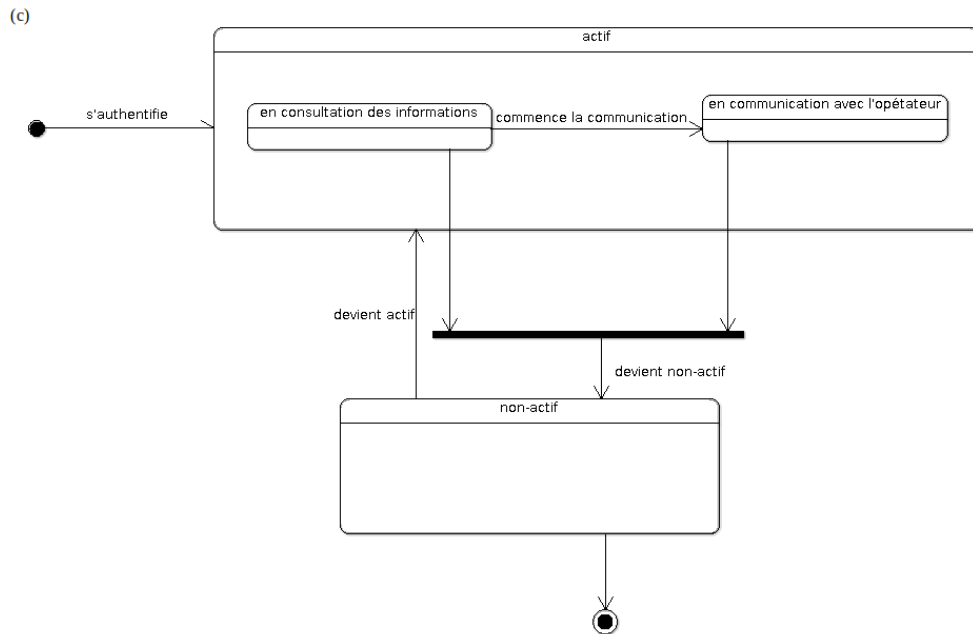 (c)
actif
s'authentifie
en consultation des informations
commence la communication
en communication avec l'opétateur
devient actif
devient non-actif
non-actif